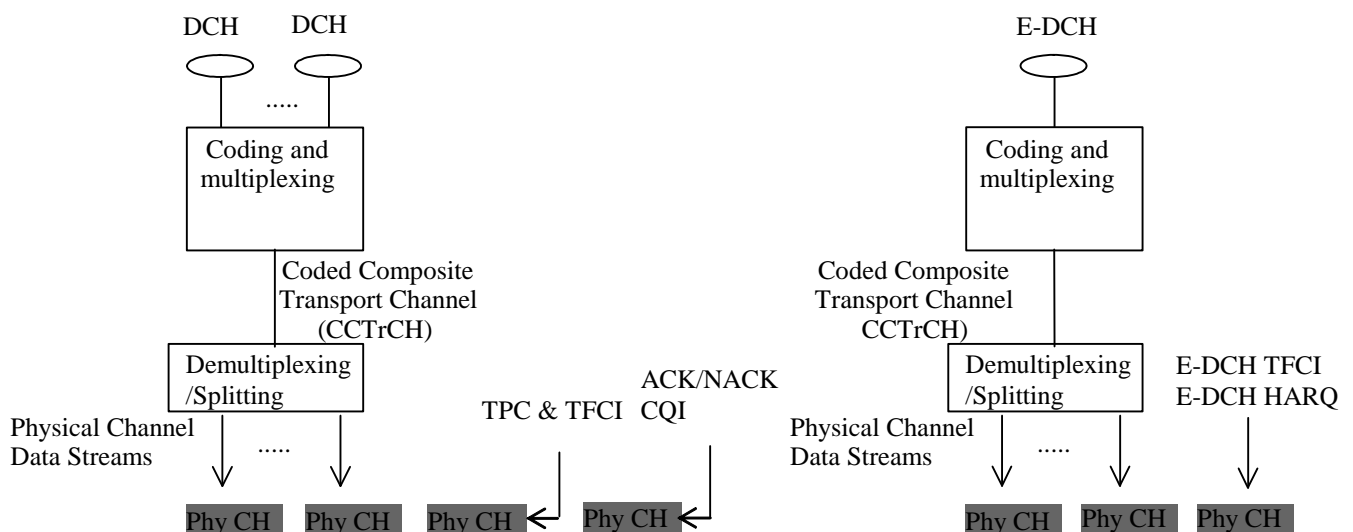 DCH
DCH
E-DCH
.....
Coding and
multiplexing
Coding and
multiplexing
Coded Composite
Transport Channel
(CCTrCH)
Coded Composite
Transport Channel
CCTrCH)
Demultiplexing
/Splitting
ACK/NACK
TPC & TFCI
CQI
Demultiplexing
/Splitting
E-DCH TFCI
E-DCH HARQ
Physical Channel
Data Streams
.....
Physical Channel
Data Streams
.....
Phy CH
Phy CH
Phy CH
Phy CH
Phy CH
Phy CH
Phy CH